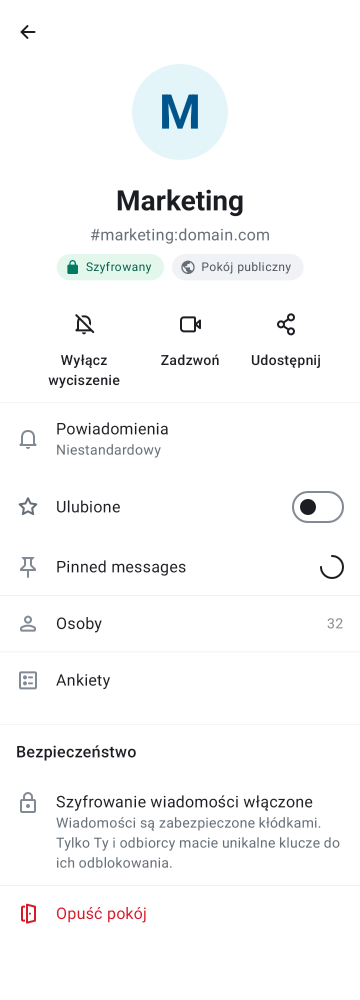 M
Marketing
#marketing:domain.com
Szyfrowany
Pokój publiczny
Wyłącz
wyciszenie
Zadzwoń
Udostępnij
Powiadomienia
Niestandardowy
Ulubione
Pinned messages
Osoby
32
Ankiety
Bezpieczeństwo
Szyfrowanie wiadomości włączone
Wiadomości są zabezpieczone kłódkami.
Tylko Ty i odbiorcy macie unikalne klucze do
ich odblokowania.
Opuść pokój